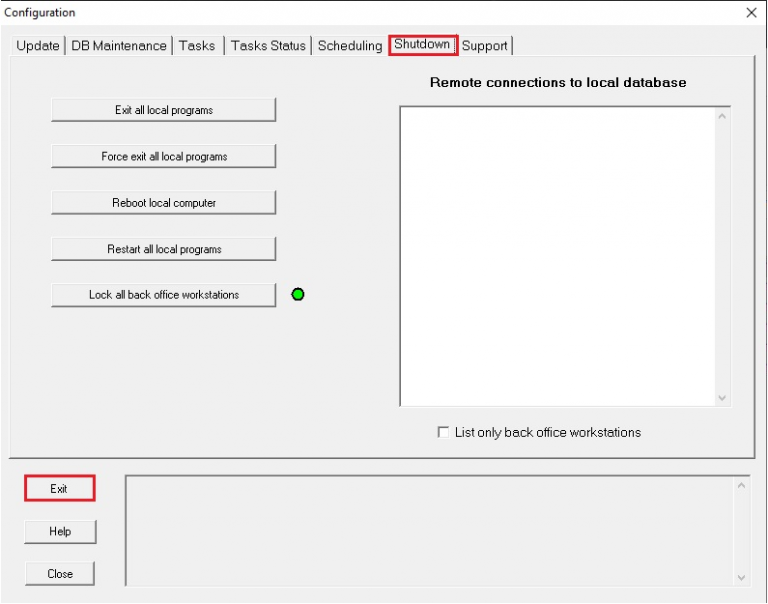 Configuration
Update DB Maintenance Tasks Tasks Status Scheduling Shutdown Support
Remote connections to local database
Exit all local programs
Force exit all local programs
Reboot local computer
Restart all local programs
Lock all back office workstations
List only back office workstations
Exit
Help
Close